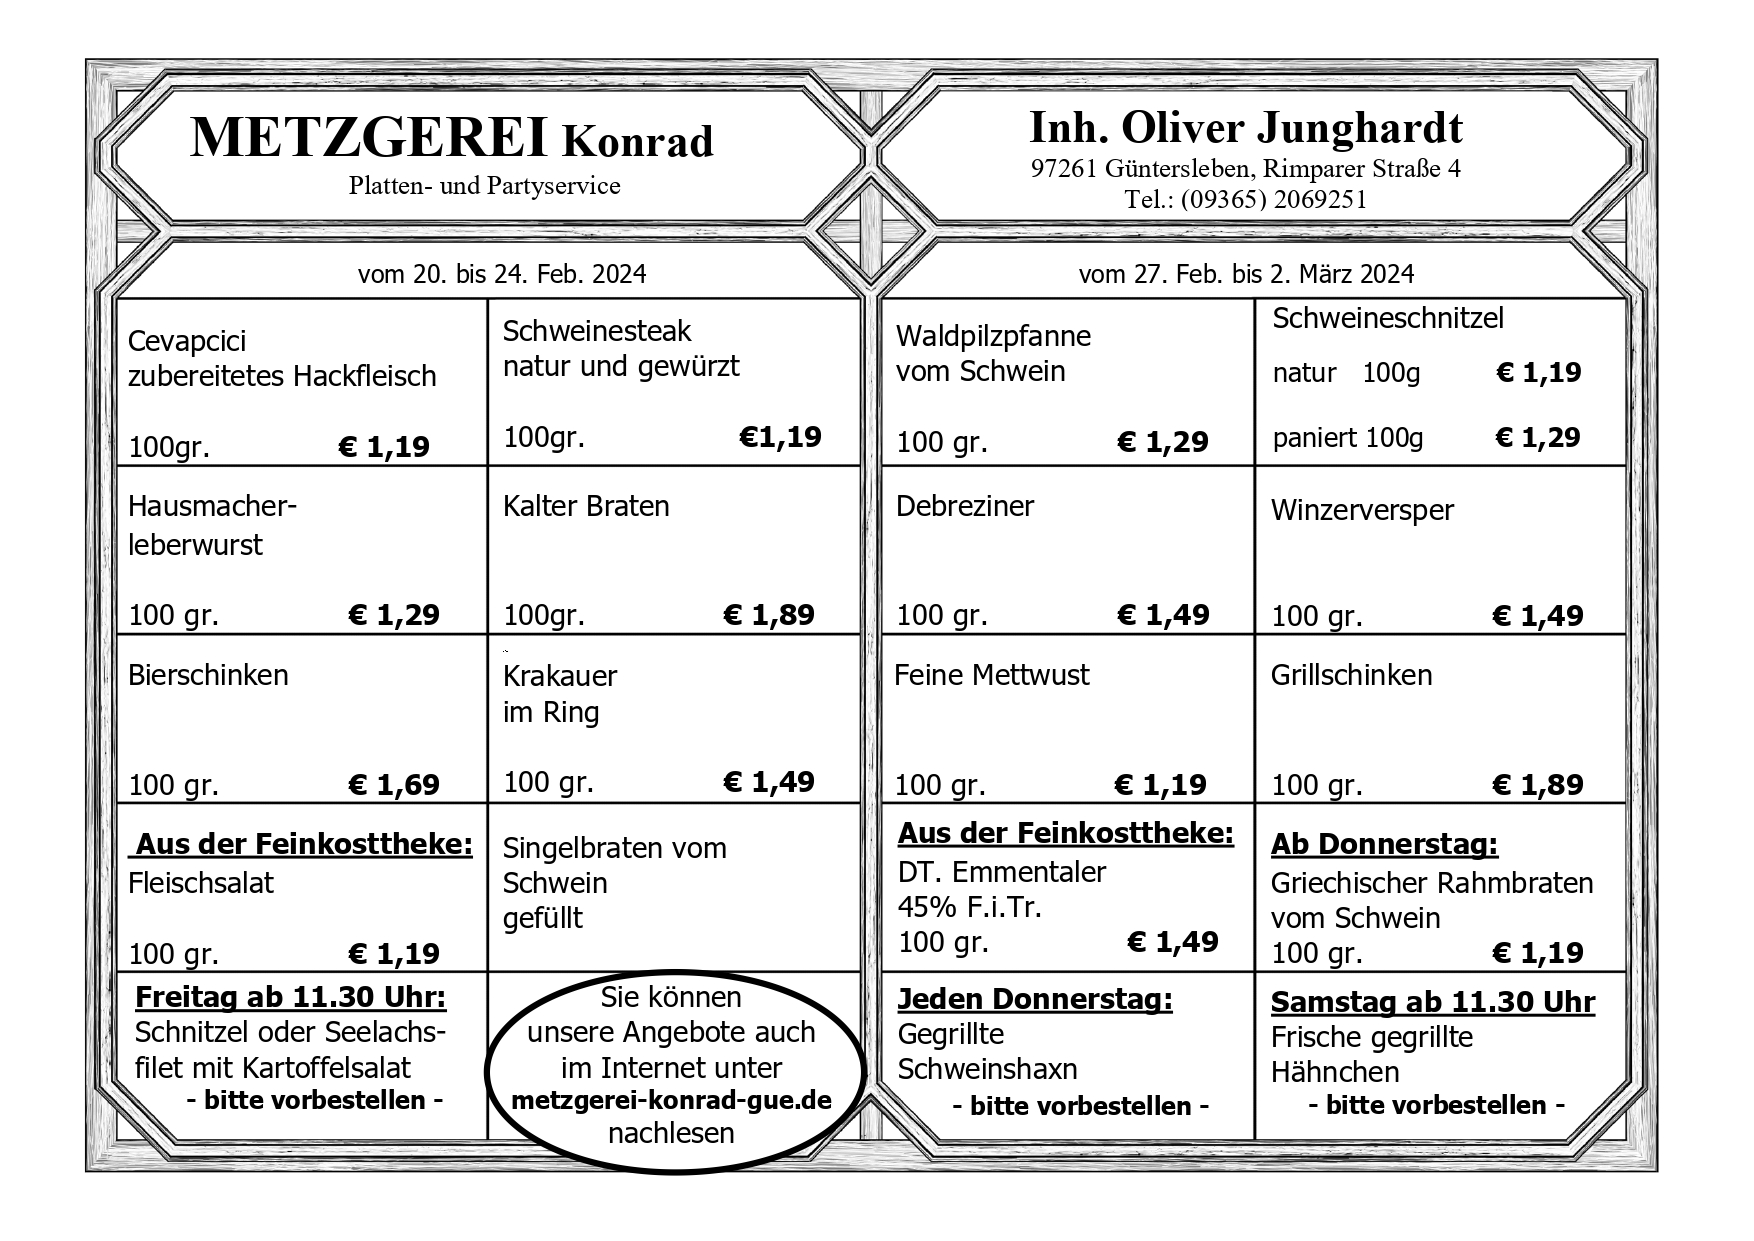 METZGEREI Konrad
Platten- und Partyservice
Inh. Oliver Junghardt
97261 Güntersleben, Rimparer Straße 4
Tel.: (09365) 2069251
vom 20. bis 24. Feb. 2024
Cevapcici
zubereitetes Hackfleisch
100gr. € 1,19
Schweinesteak
natur und gewürzt
100gr. €1,19
Hausmacher-
leberwurst
100 gr. € 1,29
Kalter Braten
100gr. € 1,89
Bierschinken
100 gr. € 1,69
Krakauer
im Ring
100 gr. € 1,49
Aus der Feinkosttheke:
Fleischsalat
100 gr. € 1,19
Singelbraten vom
Schwein
gefüllt
Freitag ab 11.30 Uhr:
Schnitzel oder Seelachs-
filet mit Kartoffelsalat
- bitte vorbestellen -
Sie können
unsere Angebote auch
im Internet unter
metzgerei-konrad-gue.de
nachlesen
vom 27. Feb. bis 2. März 2024
Waldpilzpfanne
vom Schwein
100 gr. € 1,29
Schweineschnitzel
natur 100g € 1,19
paniert 100g € 1,29
Debreziner
100 gr. € 1,49
Winzerversper
100 gr. € 1,49
Feine Mettwust
100 gr. € 1,19
Grillschinken
100 gr. € 1,89
Aus der Feinkosttheke:
DT. Emmentaler
45% F.i.Tr.
100 gr. € 1,49
Ab Donnerstag:
Griechischer Rahmbraten
vom Schwein
100 gr. € 1,19
Jeden Donnerstag:
Gegrillte
Schweinshaxn
- bitte vorbestellen -
Samstag ab 11.30 Uhr
Frische gegrillte
Hähnchen
- bitte vorbestellen -